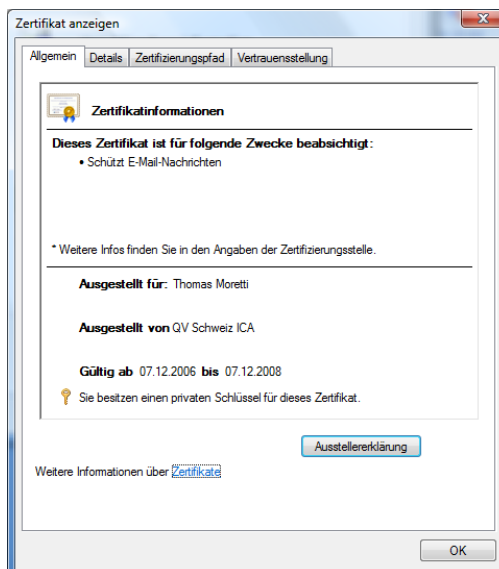 Zertifikat anzeigen
Allgemein Details Zertifizierungspfad Vertrauensstellung
Zertifikatinformationen
Dieses Zertifikat ist für folgende Zwecke beabsichtigt:
• Schützt E-Mail-Nachrichten
* Weitere Infos finden Sie in den Angaben der Zertifizierungsstelle.
Ausgestellt für: Thomas Moretti
Ausgestellt von QV Schweiz ICA
Gültig ab 07.12.2006 bis 07.12.2008
Sie besitzen einen privaten Schlüssel für dieses Zertifikat.
Ausstellererklärung
Weitere Informationen über Zertifikate
OK